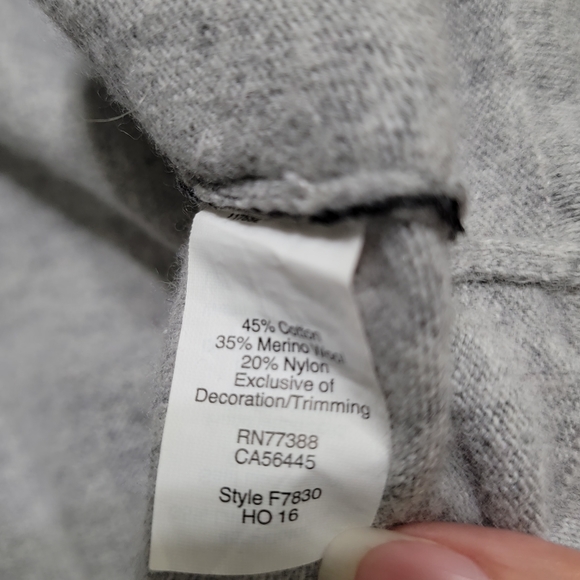 45% Cotton
35% Merino Wool
20% Nylon
Exclusive of
Decoration/Trimming
RN77388
CA56445
Style F7830
HO 16